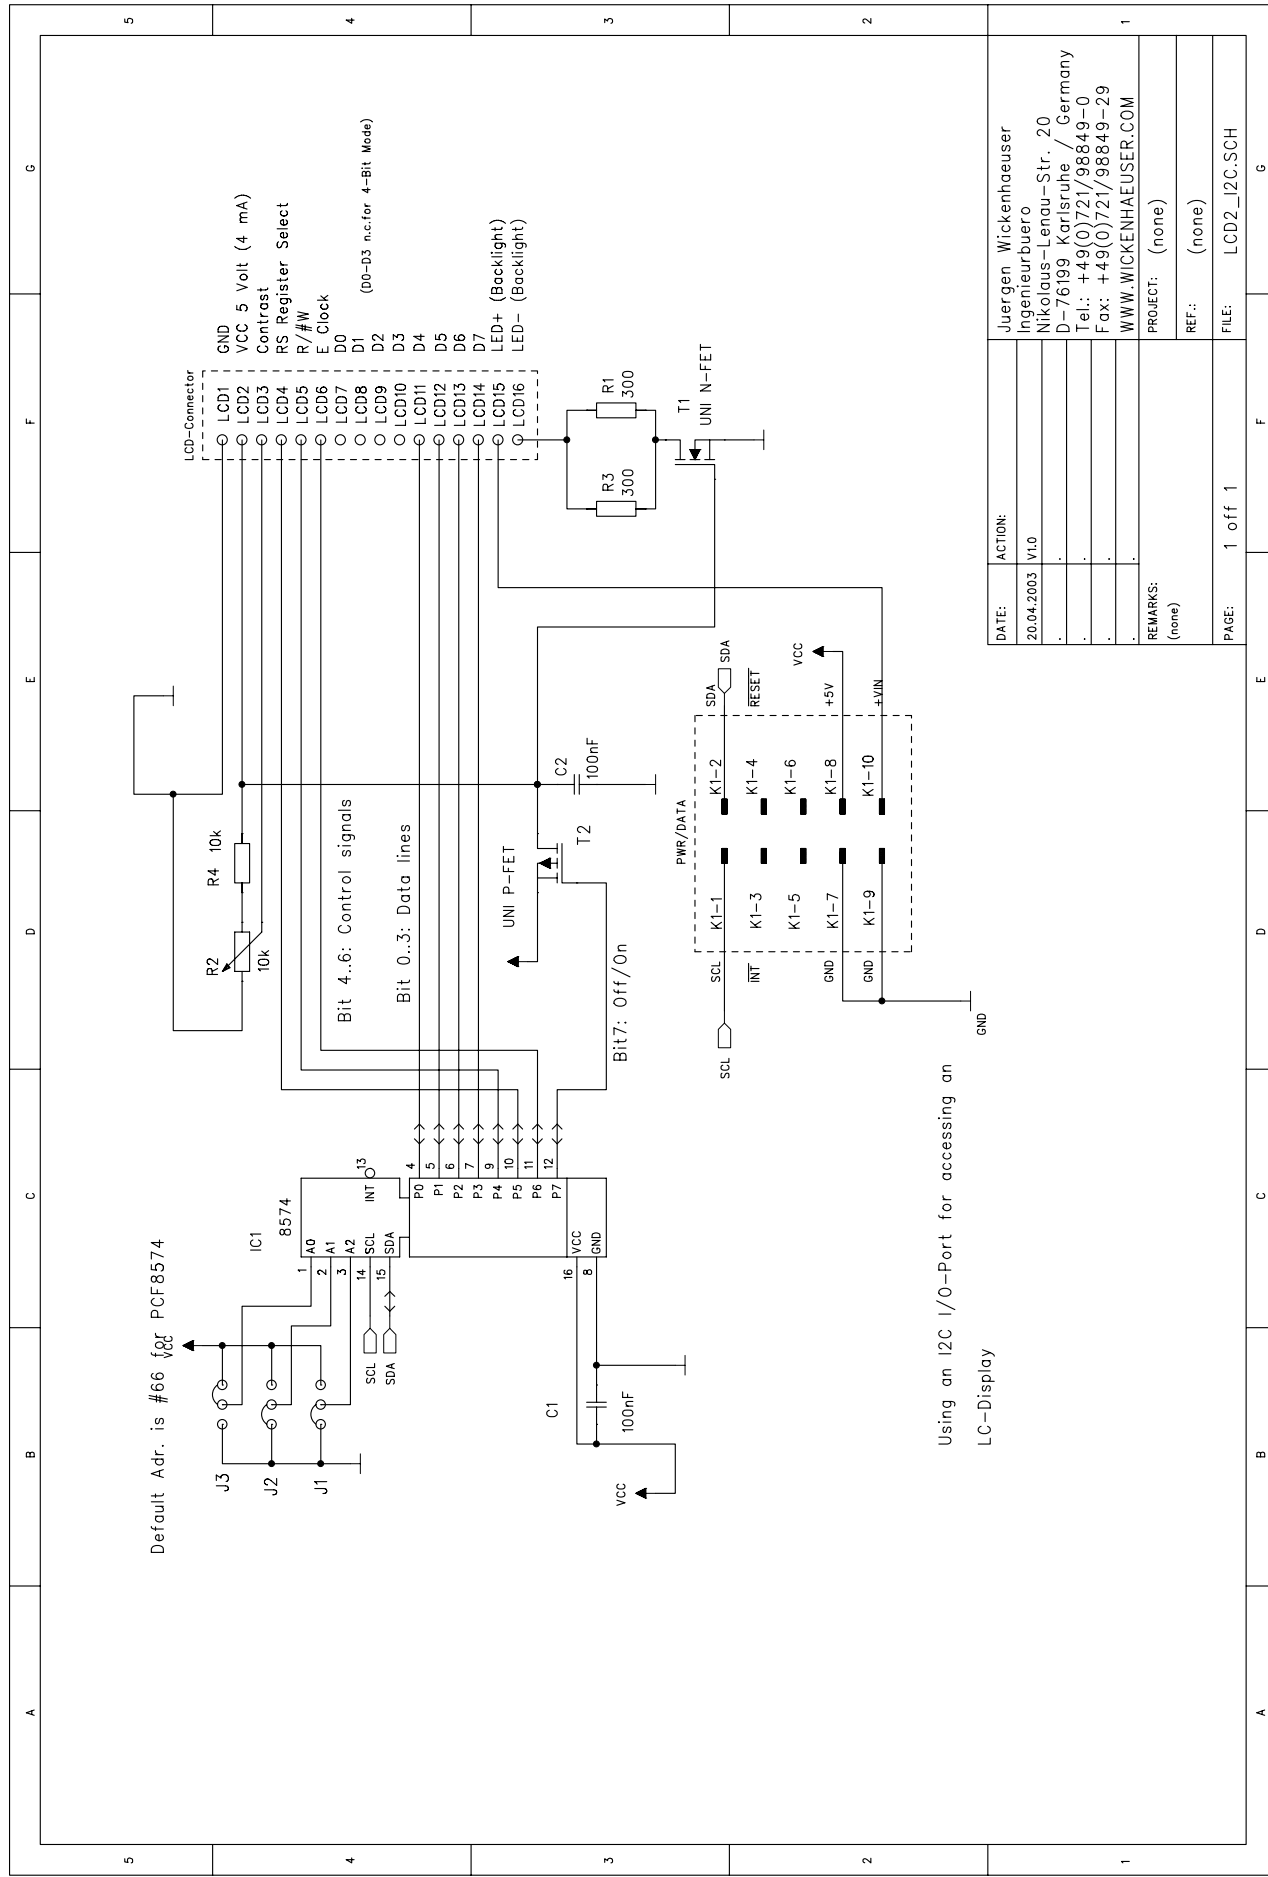 A
B
C
D
E
F
G
5
4
3
2
1
Default Adr. is #66 for PCF8574
VCC
J3
J2
J1
IC1
8574
1 A0
2 A1
3 A2
14 SCL
15 SDA
INT 13
SCL
SDA
P0 4
P1 5
P2 6
P3 7
P4 9
P5 10
P6 11
P7 12
16 VCC
8 GND
C1
100nF
VCC
R2
10k
R4 10k
Bit 4..6: Control signals
Bit 0..3: Data lines
UNI P-FET
T2
Bit7: Off/On
C2
100nF
LCD-Connector
LCD1 GND
LCD2 VCC 5 Volt (4 mA)
LCD3 Contrast
LCD4 RS Register Select
LCD5 R/#W
LCD6 E Clock
LCD7 D0
LCD8 D1
LCD9 D2
LCD10 D3
(D0-D3 n.c.for 4-Bit Mode)
LCD11 D4
LCD12 D5
LCD13 D6
LCD14 D7
LCD15 LED+ (Backlight)
LCD16 LED- (Backlight)
R3
300
R1
300
T1
UNI N-FET
PWR/DATA
SCL SCL K1-1 K1-2 SDA SDA
INT K1-3 K1-4 RESET
K1-5 K1-6
GND K1-7 K1-8 +5V VCC
GND K1-9 K1-10 +VIN
GND
Using an I2C I/O-Port for accessing an
LC-Display
DATE: ACTION:
20.04.2003 V1.0
. .
. .
. .
. .
REMARKS:
(none)
PAGE: 1 off 1
Juergen Wickenhaeuser
Ingenieurbuero
Nikolaus-Lenau-Str. 20
D-76199 Karlsruhe / Germany
Tel.: +49(0)721/98849-0
Fax: +49(0)721/98849-29
WWW.WICKENHAEUSER.COM
PROJECT: (none)
REF.: (none)
FILE: LCD2_I2C.SCH
5
4
3
2
1
A
B
C
D
E
F
G